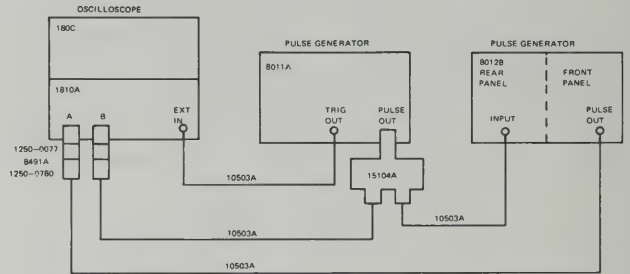 OSCILLOSCOPE
180C
1810A
A
B
EXT
IN
1250-0077
8491A
1250-0780
PULSE GENERATOR
8011A
TRIG
OUT
PULSE
OUT
15104A
PULSE GENERATOR
8012B
REAR
PANEL
FRONT
PANEL
INPUT
PULSE
OUT
10503A
10503A
10503A
10503A